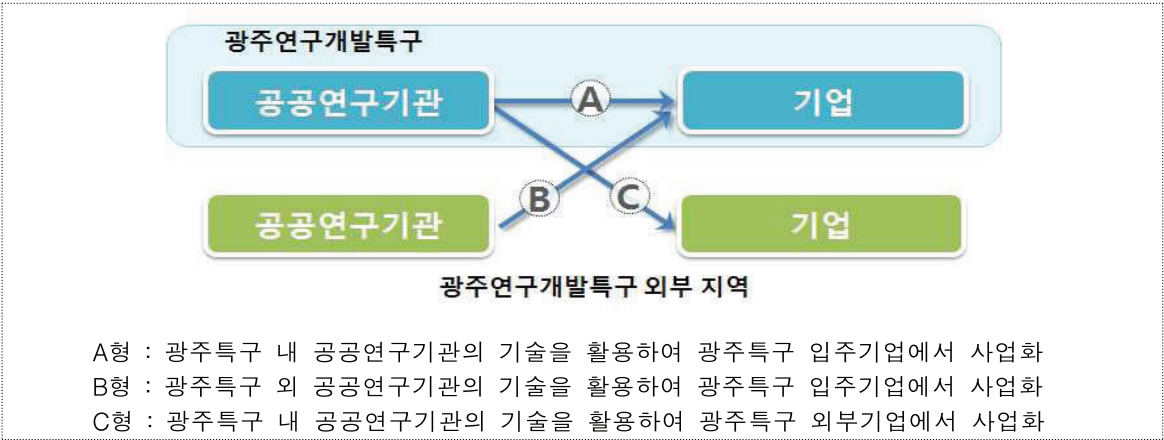 광주연구개발특구
공공연구기관
A
기업
B
C
공공연구기관
기업
광주연구개발특구 외부 지역
A형 : 광주특구 내 공공연구기관의 기술을 활용하여 광주특구 입주기업에서 사업화
B형 : 광주특구 외 공공연구기관의 기술을 활용하여 광주특구 입주기업에서 사업화
C형 : 광주특구 내 공공연구기관의 기술을 활용하여 광주특구 외부기업에서 사업화